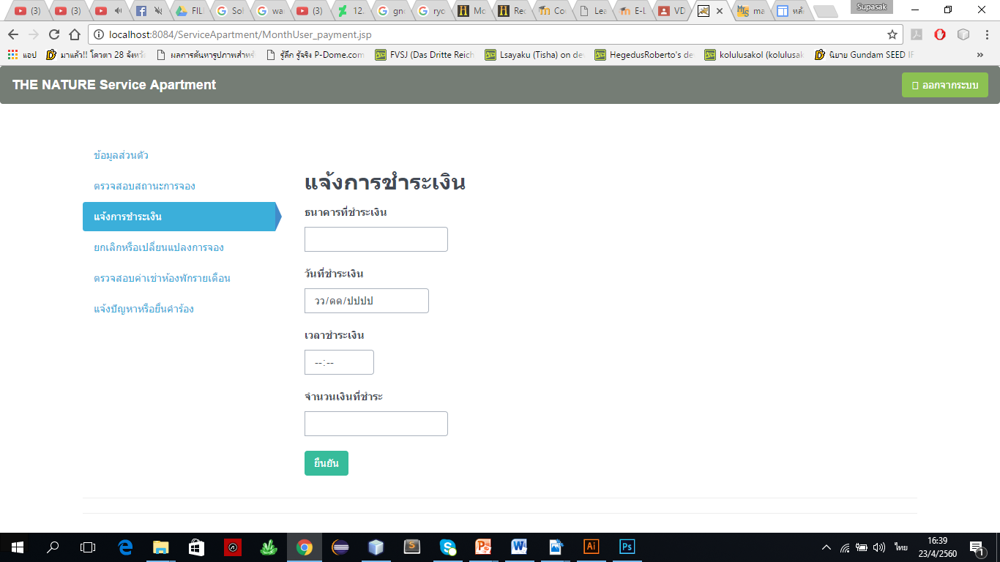 (3) (3) FIL Sol wa (3) 12. gno ryo Mo Rec Co Lea E-L VD ma หลั Supasak
localhost:8084/ServiceApartment/MonthUser_payment.jsp
แอป มาแล้ว!! โควตา 28 จังหวั ผลการค้นหารูปภาพสำหรั รู้ลึก รู้จริง P-Dome.com FVSJ (Das Dritte Reich Lsayaku (Tisha) on de HegedusRoberto's de kolulusakol (kolulusak นิยาย Gundam SEED IF »
THE NATURE Service Apartment ออกจากระบบ
ข้อมูลส่วนตัว
ตรวจสอบสถานะการจอง
แจ้งการชำระเงิน
ยกเลิกหรือเปลี่ยนแปลงการจอง
ตรวจสอบค่าเช่าห้องพักรายเดือน
แจ้งปัญหาหรือยื่นคำร้อง
แจ้งการชำระเงิน
ธนาคารที่ชำระเงิน
วันที่ชำระเงิน
วว/ดด/ปปปป
เวลาชำระเงิน
--:--
จำนวนเงินที่ชำระ
ยืนยัน
ไทย
16:39
23/4/2560
1